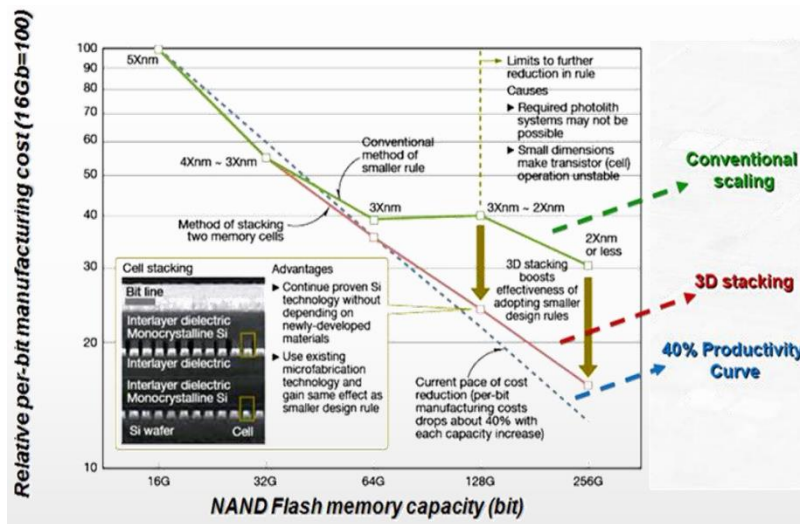 Relative per-bit manufacturing cost (16Gb=100)
100
90
80
70
60
50
40
30
20
10
5Xnm
4Xnm ~ 3Xnm
Conventional
method of
smaller rule
Method of stacking
two memory cells
3Xnm
3Xnm ~ 2Xnm
2Xnm
or less
Limits to further
reduction in rule
Causes
▶ Required photolith
systems may not be
possible
▶ Small dimensions
make transistor (cell)
operation unstable
3D stacking
boosts
effectiveness of
adopting smaller
design rules
Current pace of cost
reduction (per-bit
manufacturing costs
drops about 40% with
each capacity increase)
Cell stacking
Bit line
Interlayer dielectric
Monocrystalline Si
Interlayer dielectric
Interlayer dielectric
Monocrystalline Si
Si wafer
Cell
Advantages
▶ Continue proven Si
technology without
depending on
newly-developed
materials
▶ Use existing
microfabrication
technology and
gain same effect as
smaller design rule
Conventional
scaling
3D stacking
40% Productivity
Curve
16G
32G
64G
128G
256G
NAND Flash memory capacity (bit)